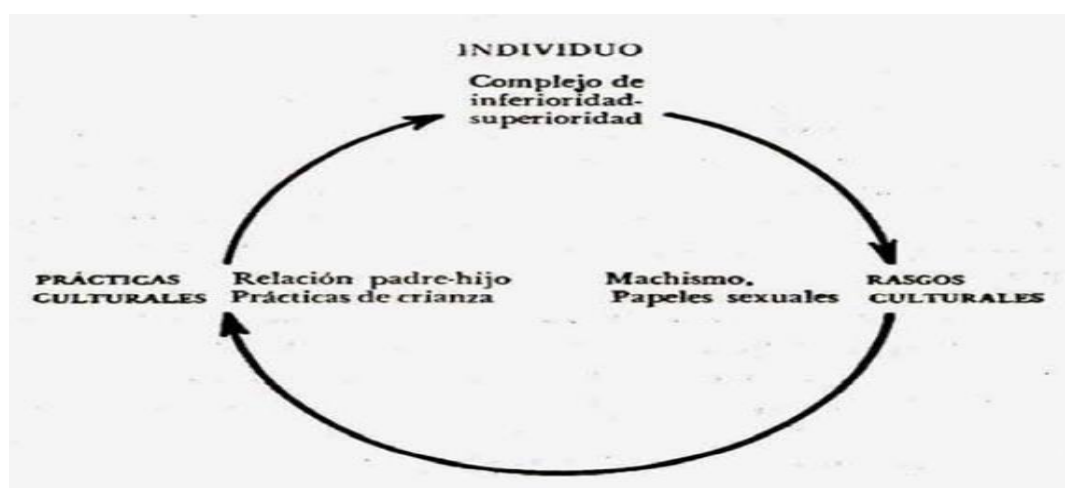 INDIVIDUO
Complejo de
inferioridad-
superioridad
PRÁCTICAS
CULTURALES
Relación padre-hijo
Prácticas de crianza
Machismo.
Papeles sexuales
RASGOS
CULTURALES